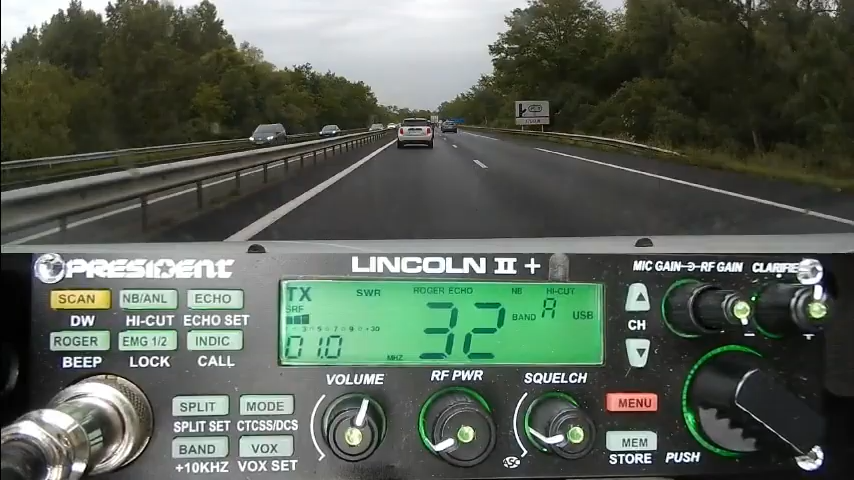 PRESIDENT
LINCOLN II +
MIC GAIN RF GAIN CLARIFIER
SCAN NB/ANL ECHO
DW HI-CUT ECHO SET
ROGER EMG 1/2 INDIC
BEEP LOCK CALL
TX SWR ROGER ECHO NB HI-CUT
SRF
32 BAND A USB
01.0 MHZ
CH
VOLUME RF PWR SQUELCH
SPLIT MODE
SPLIT SET CTCSS/DCS
BAND VOX
+10KHZ VOX SET
ASC
MENU
MEM
STORE
PUSH